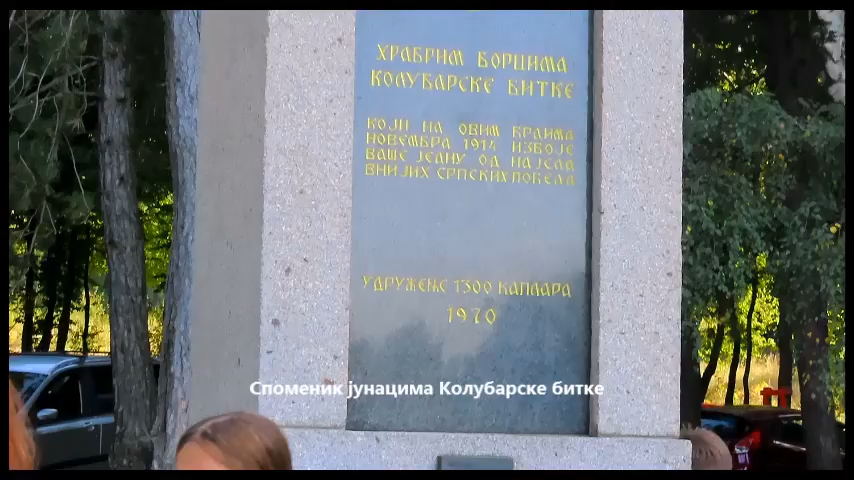 ХРАБРИМ БОРЦИМА
КОЛУБАРСКЕ БИТКЕ
КОЈИ НА ОВИМ БРДИМА
НОВЕМБРА 1914 ИЗБОЈЕ
ВАШЕ ЈЕДНУ ОД НАЈСЛА
ВНИЈИХ СРПСКИХ ПОБЕДА
УДРУЖЕЊЕ 1300 КАПЛАРА
1970
Споменик јунацима Колубарске битке